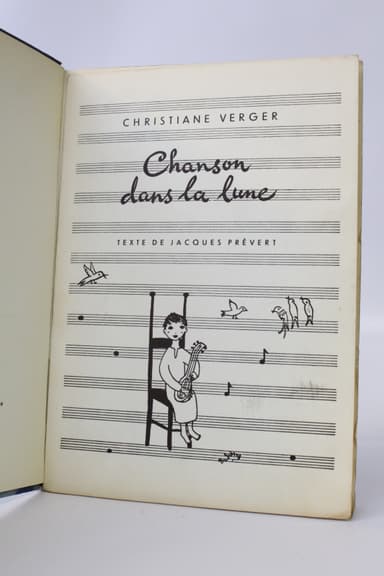 CHRISTIANE VERGER
Chanson
dans la lune
TEXTE DE JACQUES PRÉVERT